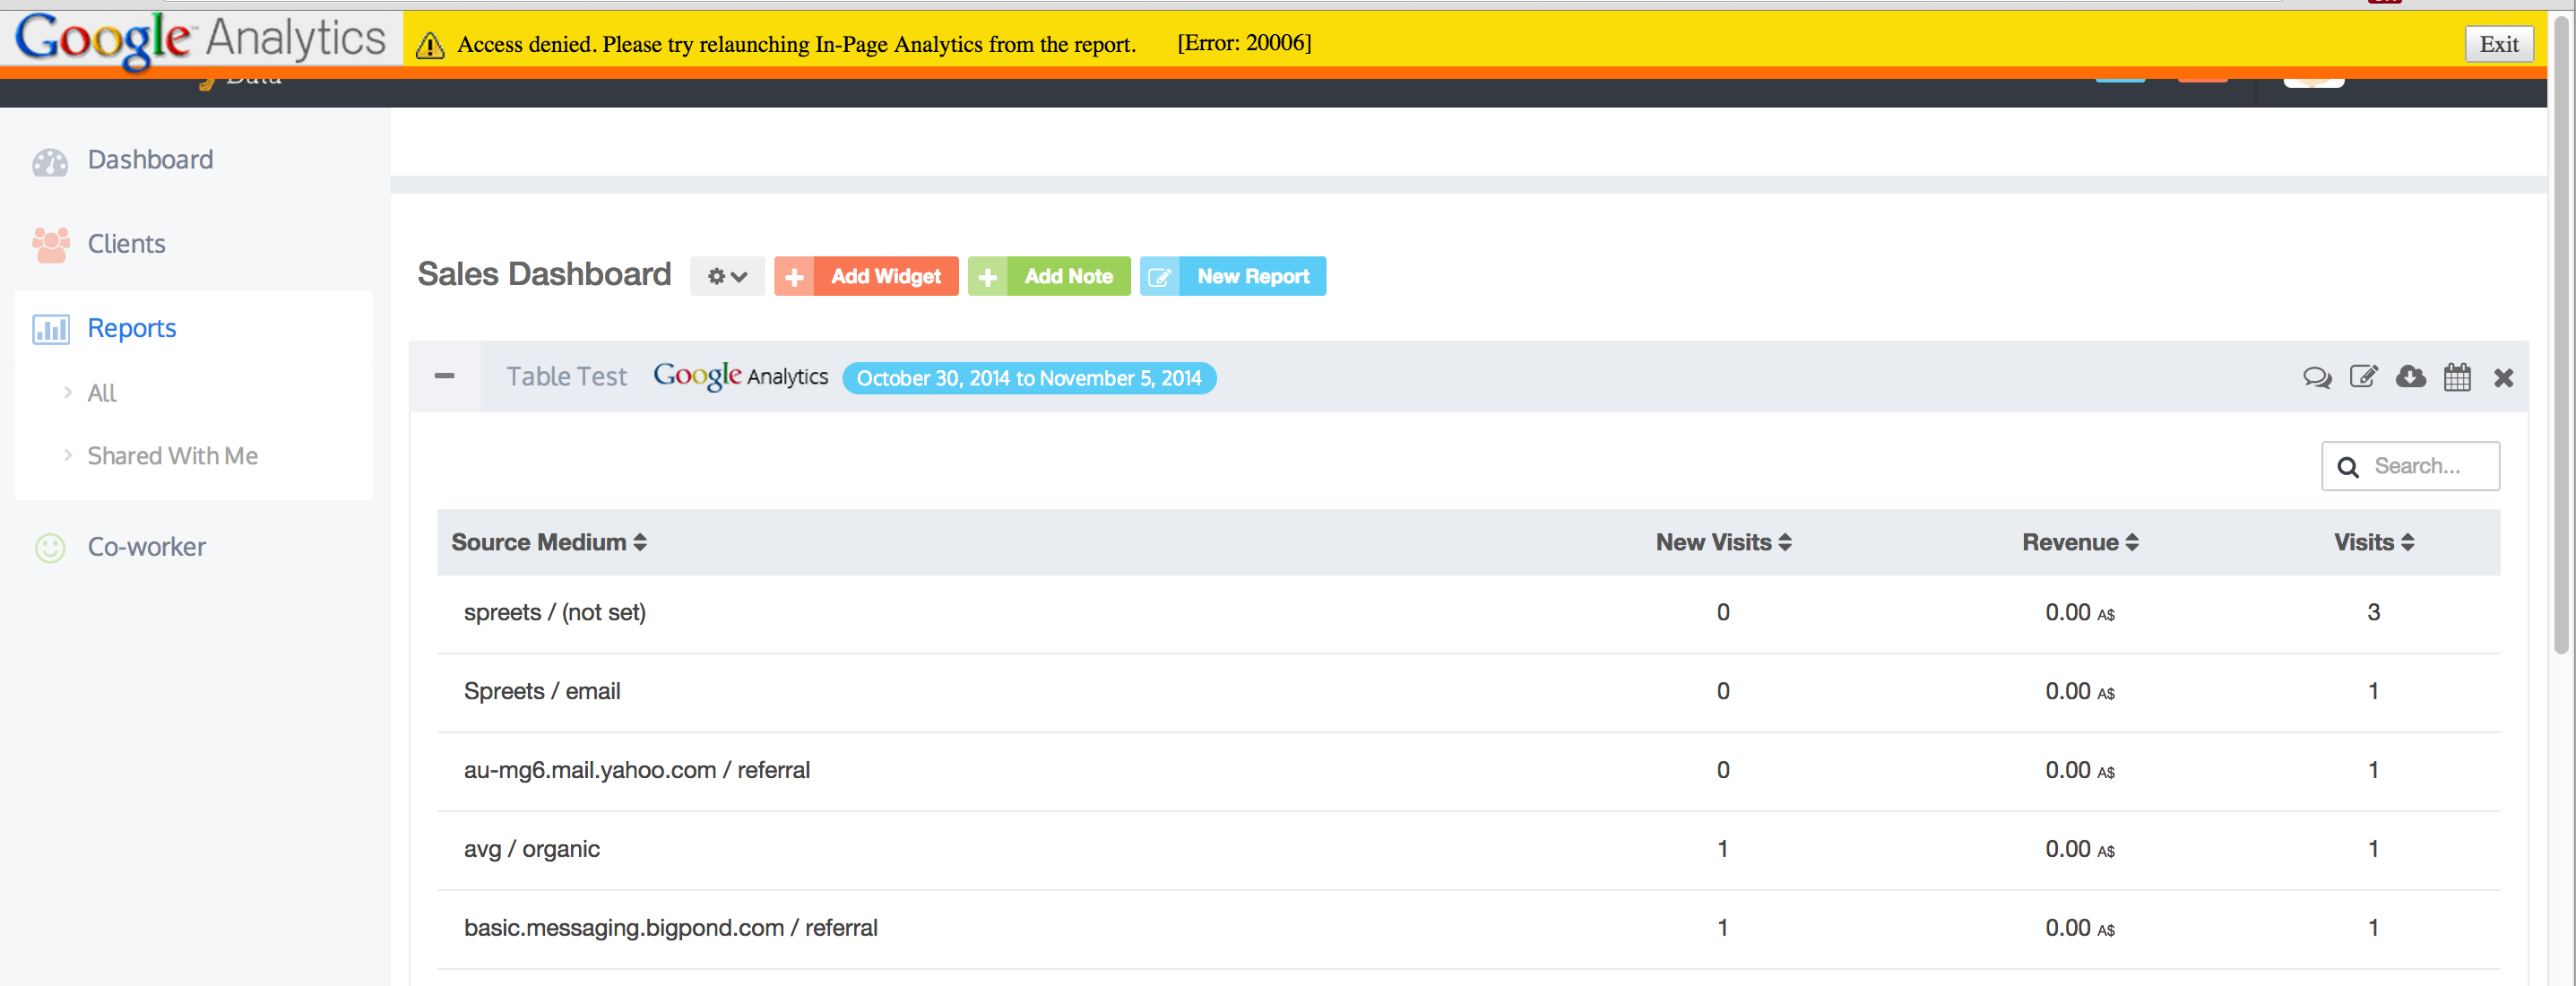 Google™ Analytics
Access denied. Please try relaunching In-Page Analytics from the report. [Error: 20006]
Exit
Data
Dashboard
Clients
Reports
All
Shared With Me
Co-worker
Sales Dashboard
Add Widget
Add Note
New Report
Table Test Google Analytics October 30, 2014 to November 5, 2014
Search...
Source Medium New Visits Revenue Visits
spreets / (not set) 0 0.00 A$ 3
Spreets / email 0 0.00 A$ 1
au-mg6.mail.yahoo.com / referral 0 0.00 A$ 1
avg / organic 1 0.00 A$ 1
basic.messaging.bigpond.com / referral 1 0.00 A$ 1